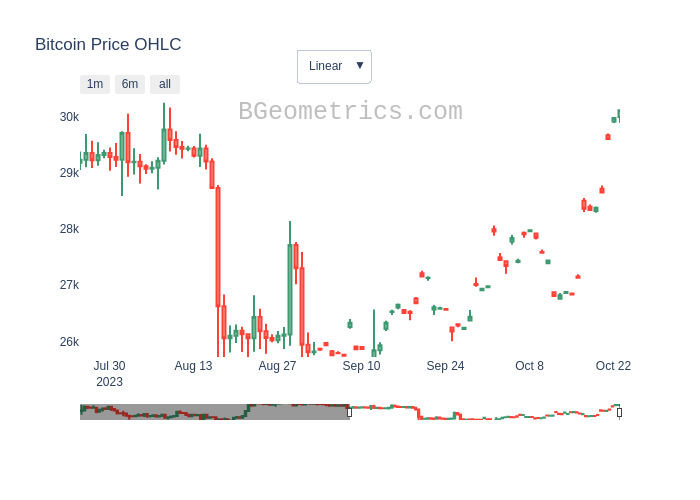 Bitcoin Price OHLC
Linear ▼
1m 6m all
BGeometrics.com
30k
29k
28k
27k
26k
Jul 30 Aug 13 Aug 27 Sep 10 Sep 24 Oct 8 Oct 22
2023